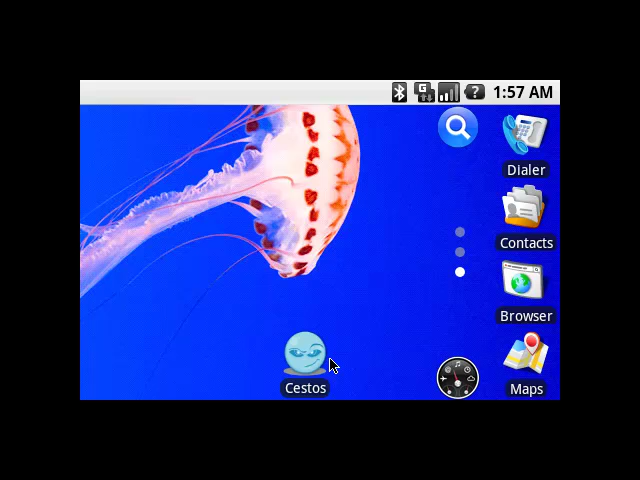 G ? 1:57 AM
Dialer
Contacts
Browser
Cestos
Maps